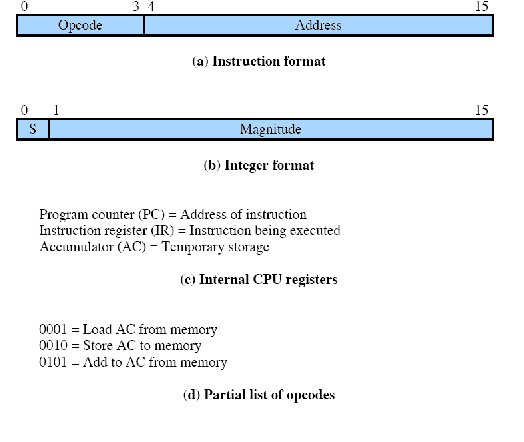 0 3 4 15
Opcode Address
(a) Instruction format
0 1 15
S Magnitude
(b) Integer format
Program counter (PC) = Address of instruction
Instruction register (IR) = Instruction being executed
Accumulator (AC) = Temporary storage
(c) Internal CPU registers
0001 = Load AC from memory
0010 = Store AC to memory
0101 = Add to AC from memory
(d) Partial list of opcodes